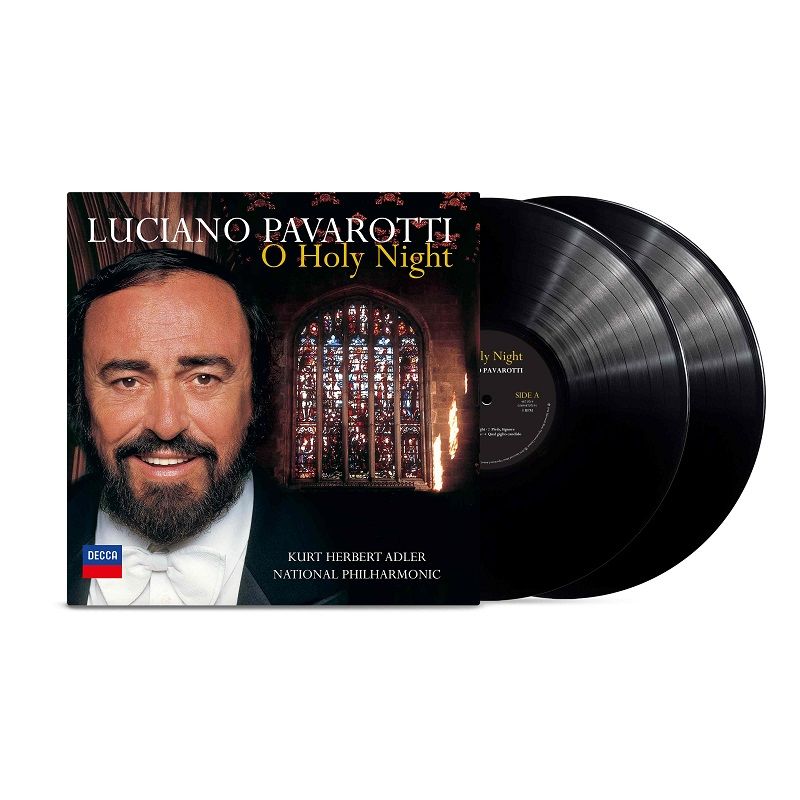 LUCIANO PAVAROTTI
O Holy Night
DECCA
KURT HERBERT ADLER
NATIONAL PHILHARMONIC
ly Night
O PAVAROTTI
SIDE A